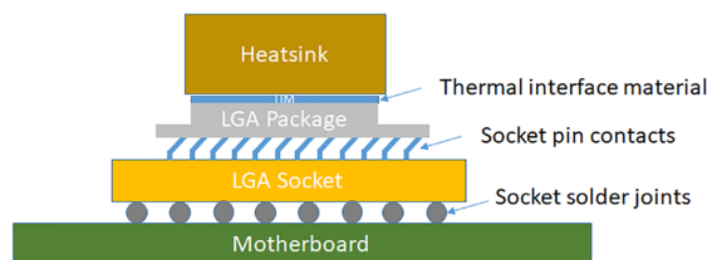 Heatsink
Thermal interface material
TIM
LGA Package
Socket pin contacts
LGA Socket
Socket solder joints
Motherboard